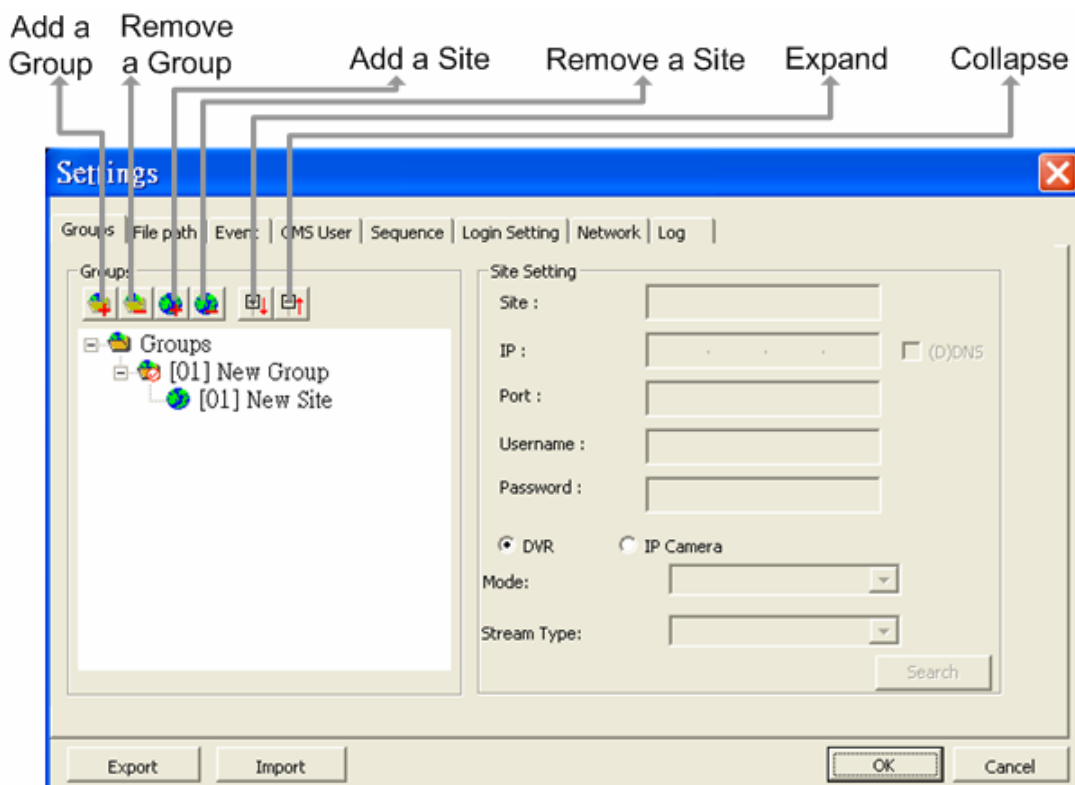 Add a Group
Remove a Group
Add a Site
Remove a Site
Expand
Collapse
Settings
Groups
File path
Event
CMS User
Sequence
Login Setting
Network
Log
Groups
Groups
[01] New Group
[01] New Site
Site Setting
Site :
IP :
(D)DNS
Port :
Username :
Password :
DVR
IP Camera
Mode:
Stream Type:
Search
Export
Import
OK
Cancel